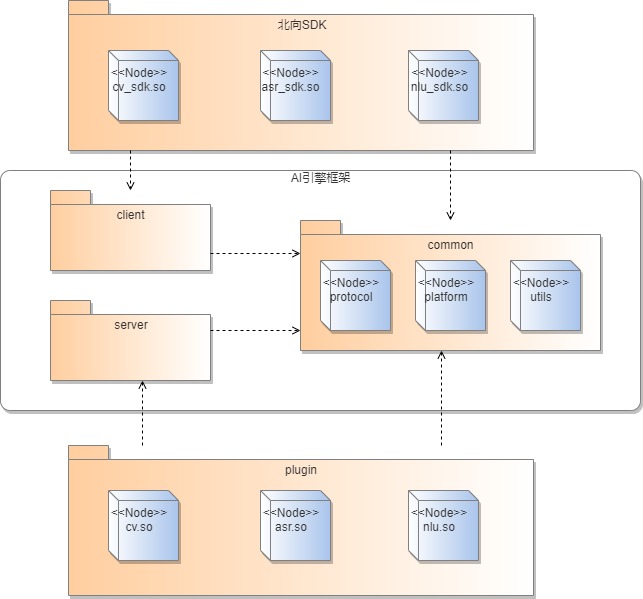 北向SDK
<<Node>>
cv_sdk.so
<<Node>>
asr_sdk.so
<<Node>>
nlu_sdk.so
AI引擎框架
client
common
<<Node>>
protocol
<<Node>>
platform
<<Node>>
utils
server
plugin
<<Node>>
cv.so
<<Node>>
asr.so
<<Node>>
nlu.so